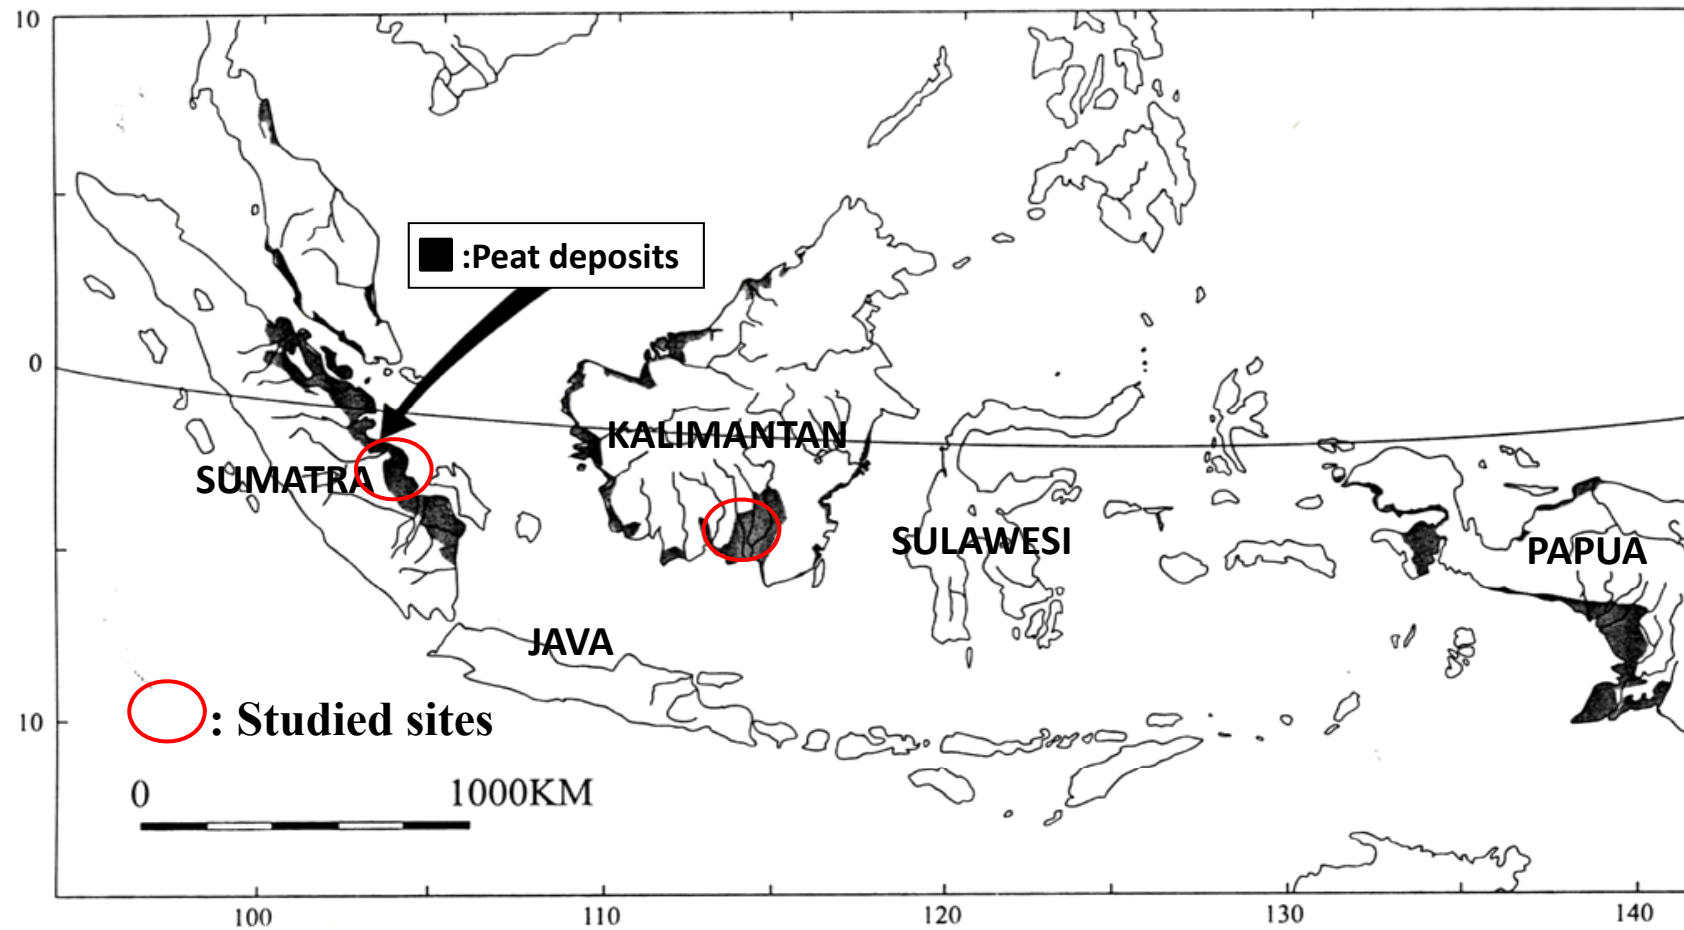 10
:Peat deposits
0
KALIMANTAN
SUMATRA
SULAWESI
PAPUA
JAVA
: Studied sites
10
0 1000KM
100 110 120 130 140